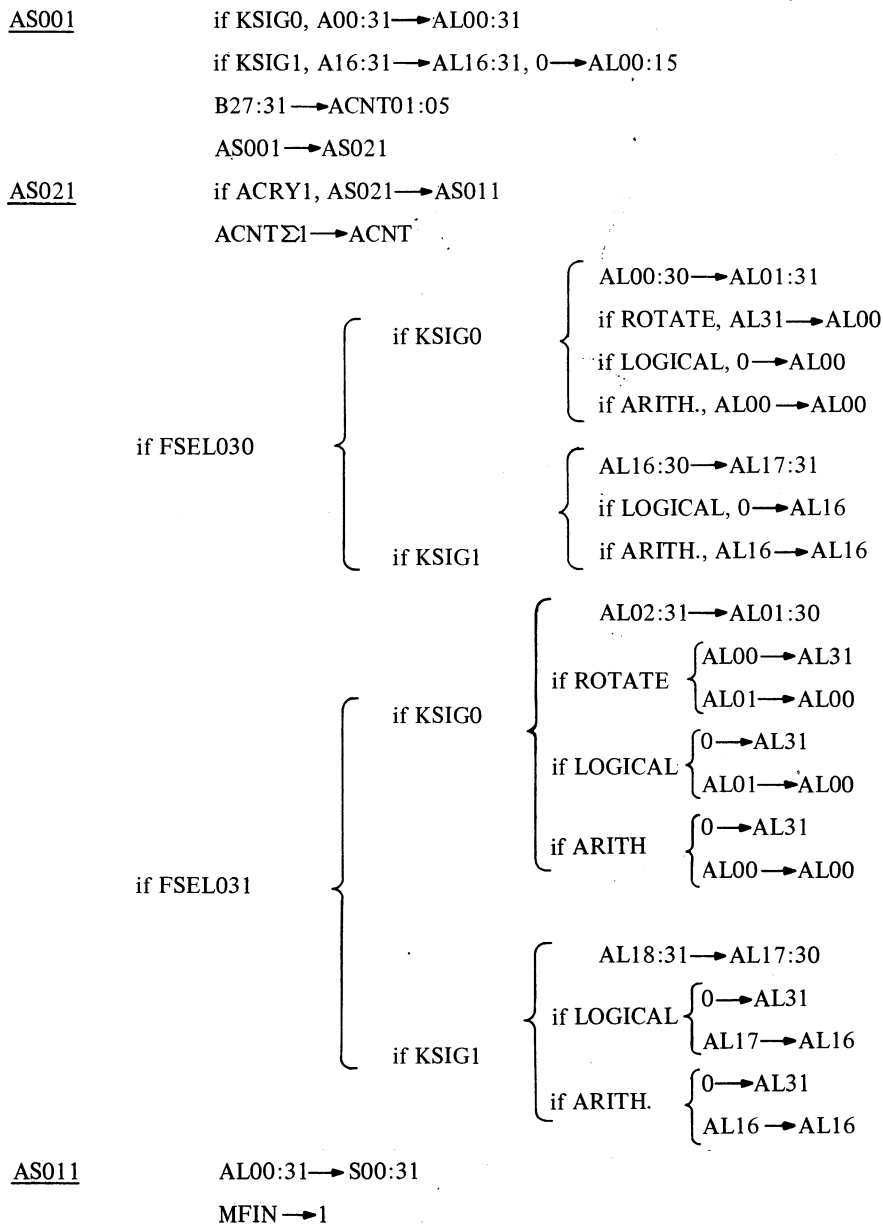 AS001 if KSIG0, A00:31→AL00:31
if KSIG1, A16:31→AL16:31, 0→AL00:15
B27:31→ACNT01:05
AS001→AS021
AS021 if ACRY1, AS021→AS011
ACNTΣ1→ACNT
AL00:30→AL01:31
if KSIG0
if ROTATE, AL31→AL00
if LOGICAL, 0→AL00
if ARITH., AL00→AL00
if FSEL030
AL16:30→AL17:31
if LOGICAL, 0→AL16
if KSIG1
if ARITH., AL16→AL16
AL02:31→AL01:30
if ROTATE
AL00→AL31
AL01→AL00
if KSIG0
if LOGICAL
0→AL31
AL01→AL00
if ARITH
0→AL31
AL00→AL00
if FSEL031
AL18:31→AL17:30
if LOGICAL
0→AL31
AL17→AL16
if KSIG1
if ARITH.
0→AL31
AL16→AL16
AS011 AL00:31→S00:31
MFIN→1